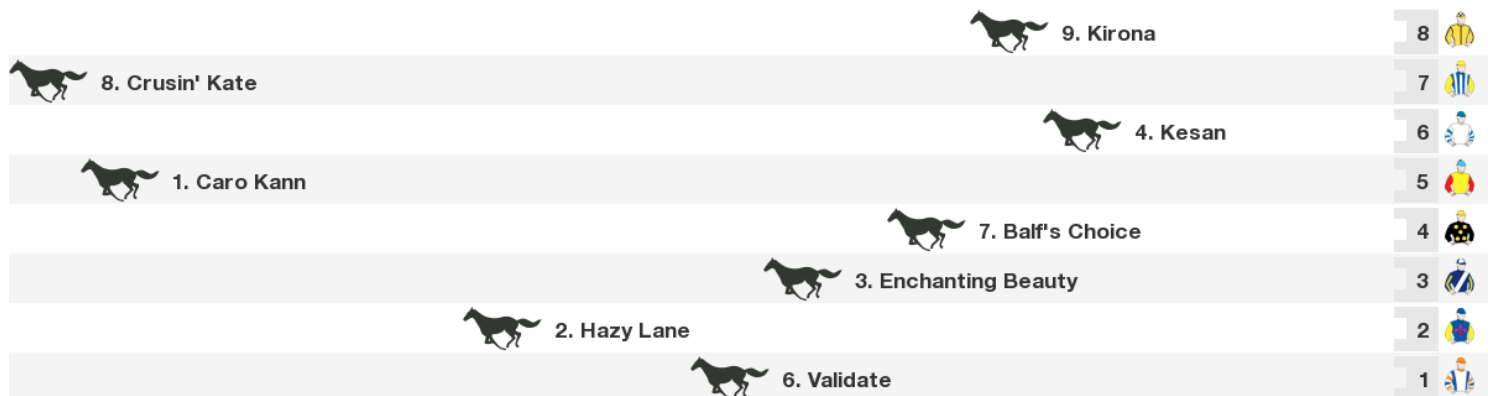 9. Kirona 8
8. Crusin' Kate 7
4. Kesan 6
1. Caro Kann 5
7. Balf's Choice 4
3. Enchanting Beauty 3
2. Hazy Lane 2
6. Validate 1